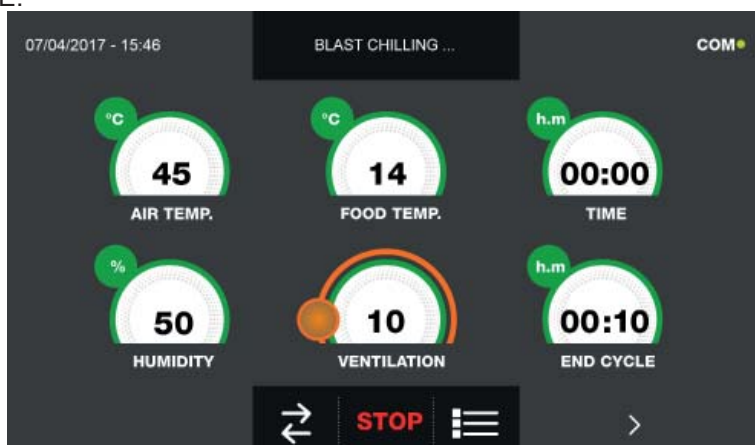 07/04/2017 - 15:46
BLAST CHILLING ...
COM
°C
45
AIR TEMP.
°C
14
FOOD TEMP.
h.m
00:00
TIME
%
50
HUMIDITY
10
VENTILATION
h.m
00:10
END CYCLE
STOP